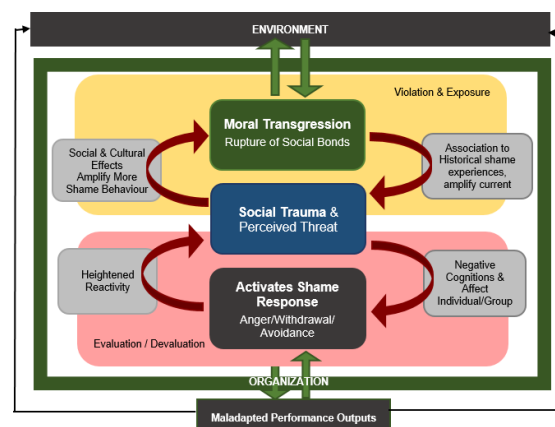 ENVIRONMENT
Violation & Exposure
Moral Transgression
Rupture of Social Bonds
Social & Cultural
Effects
Amplify More
Shame Behaviour
Association to
Historical shame
experiences,
amplify current
Social Trauma &
Perceived Threat
Heightened
Reactivity
Negative
Cognitions &
Affect
Individual/Group
Activates Shame
Response
Anger/Withdrawal/
Avoidance
Evaluation / Devaluation
ORGANIZATION
Maladapted Performance Outputs